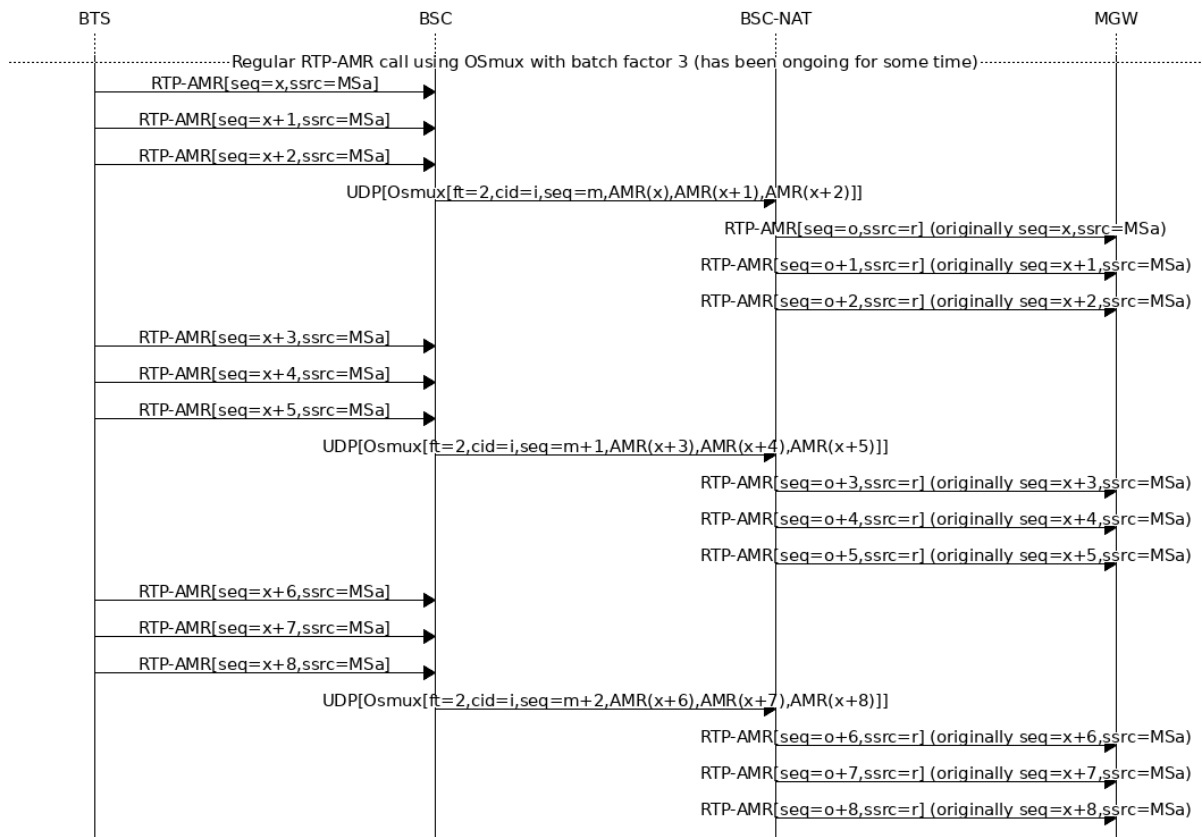 BTS BSC BSC-NAT MGW
Regular RTP-AMR call using OSmux with batch factor 3 (has been ongoing for some time)
RTP-AMR[seq=x,ssrc=MSa]
RTP-AMR[seq=x+1,ssrc=MSa]
RTP-AMR[seq=x+2,ssrc=MSa]
UDP[Osmux[ft=2,cid=i,seq=m,AMR(x),AMR(x+1),AMR(x+2)]]
RTP-AMR[seq=o,ssrc=r] (originally seq=x,ssrc=MSa)
RTP-AMR[seq=o+1,ssrc=r] (originally seq=x+1,ssrc=MSa)
RTP-AMR[seq=o+2,ssrc=r] (originally seq=x+2,ssrc=MSa)
RTP-AMR[seq=x+3,ssrc=MSa]
RTP-AMR[seq=x+4,ssrc=MSa]
RTP-AMR[seq=x+5,ssrc=MSa]
UDP[Osmux[ft=2,cid=i,seq=m+1,AMR(x+3),AMR(x+4),AMR(x+5)]]
RTP-AMR[seq=o+3,ssrc=r] (originally seq=x+3,ssrc=MSa)
RTP-AMR[seq=o+4,ssrc=r] (originally seq=x+4,ssrc=MSa)
RTP-AMR[seq=o+5,ssrc=r] (originally seq=x+5,ssrc=MSa)
RTP-AMR[seq=x+6,ssrc=MSa]
RTP-AMR[seq=x+7,ssrc=MSa]
RTP-AMR[seq=x+8,ssrc=MSa]
UDP[Osmux[ft=2,cid=i,seq=m+2,AMR(x+6),AMR(x+7),AMR(x+8)]]
RTP-AMR[seq=o+6,ssrc=r] (originally seq=x+6,ssrc=MSa)
RTP-AMR[seq=o+7,ssrc=r] (originally seq=x+7,ssrc=MSa)
RTP-AMR[seq=o+8,ssrc=r] (originally seq=x+8,ssrc=MSa)